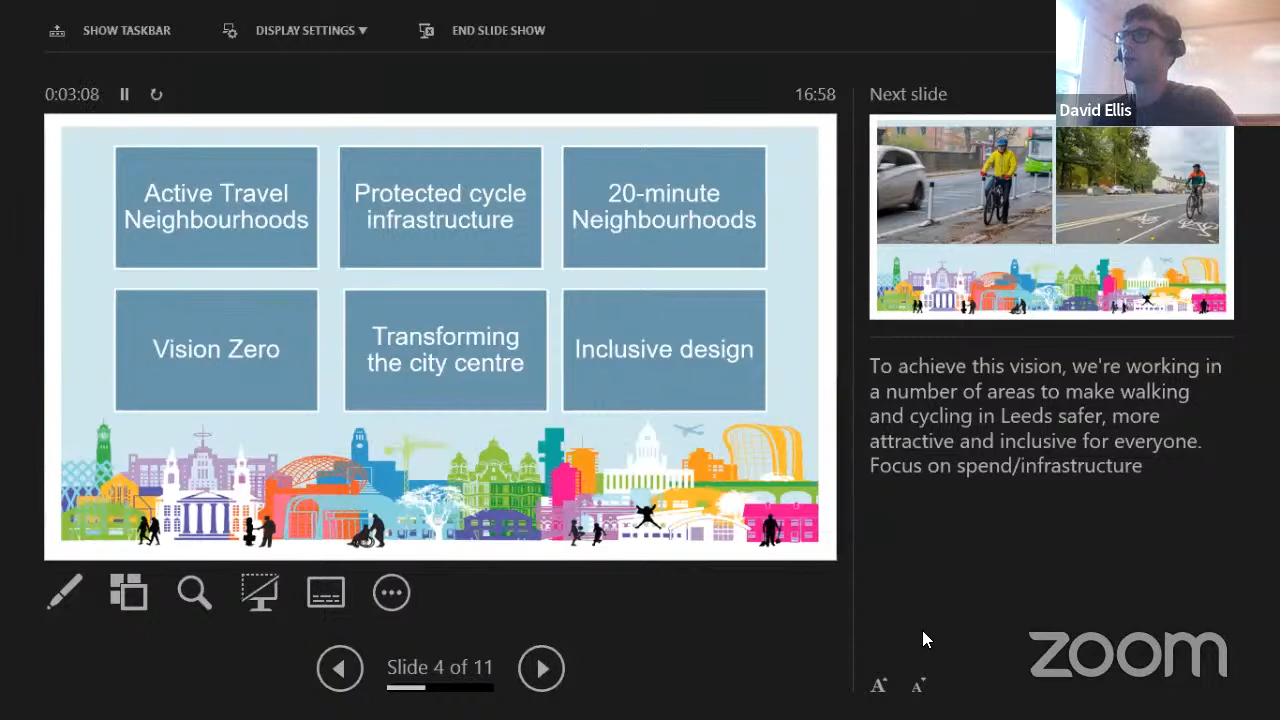 SHOW TASKBAR
DISPLAY SETTINGS
END SLIDE SHOW
David Ellis
0:03:08
16:58
Next slide
Active Travel
Neighbourhoods
Protected cycle
infrastructure
20-minute
Neighbourhoods
Vision Zero
Transforming
the city centre
Inclusive design
To achieve this vision, we're working in
a number of areas to make walking
and cycling in Leeds safer, more
attractive and inclusive for everyone.
Focus on spend/infrastructure
Slide 4 of 11
A A
zoom